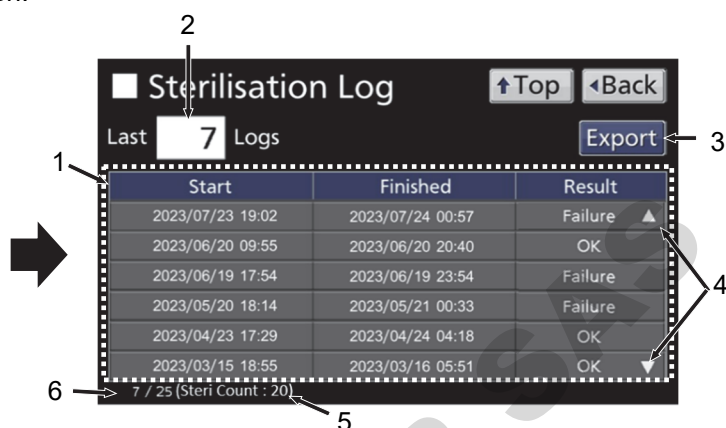 2
Sterilisation Log Top Back
Last 7 Logs Export 3
1
Start Finished Result
2023/07/23 19:02 2023/07/24 00:57 Failure
2023/06/20 09:55 2023/06/20 20:40 OK
2023/06/19 17:54 2023/06/19 23:54 Failure
4
2023/05/20 18:14 2023/05/21 00:33 Failure
2023/04/23 17:29 2023/04/24 04:18 OK
2023/03/15 18:55 2023/03/16 05:51 OK
6 7 / 25 (Steri Count : 20)
5
SAS